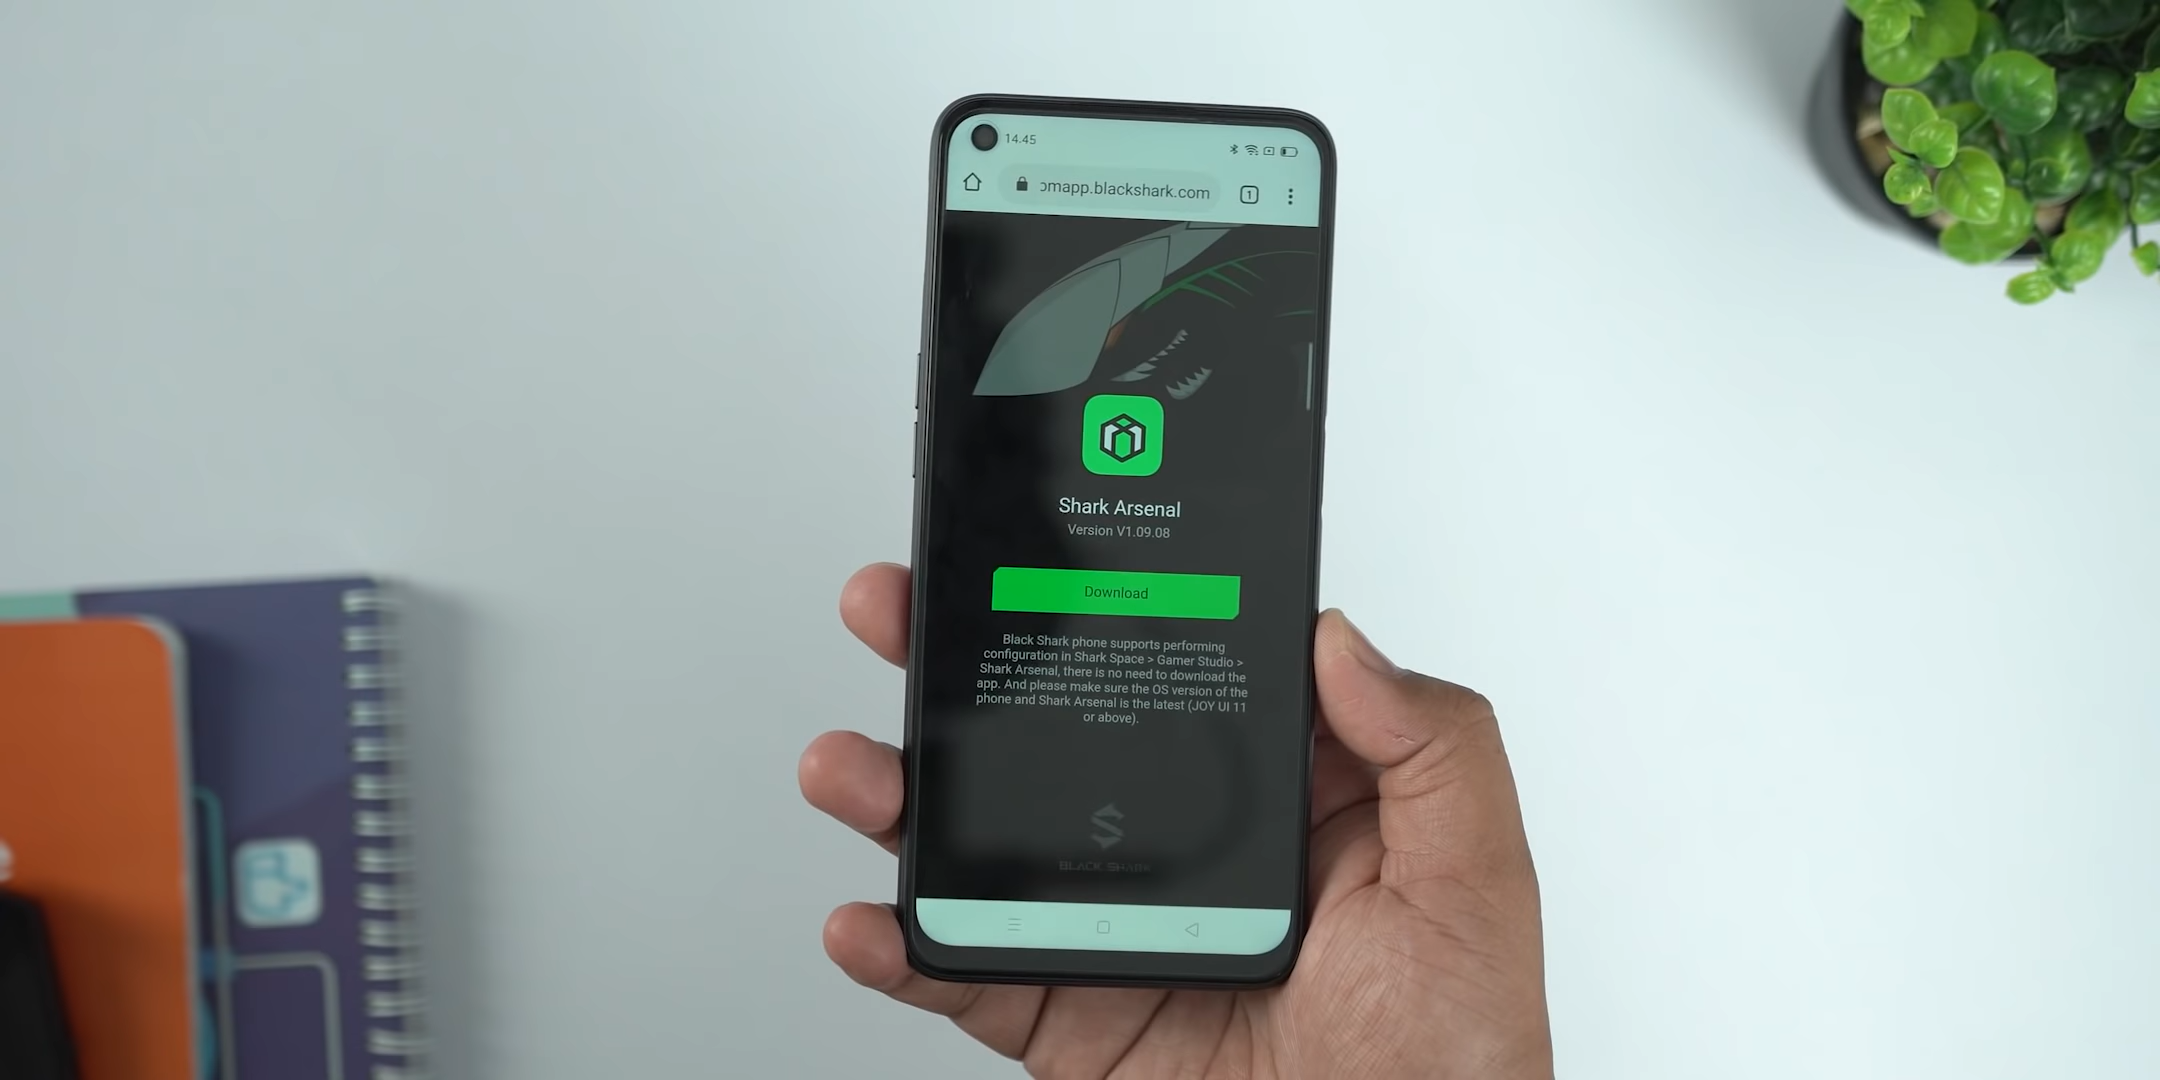 14.45
omapp.blackshark.com
1
Shark Arsenal
Version V1.09.08
Download
Black Shark phone supports performing
configuration in Shark Space > Gamer Studio >
Shark Arsenal, there is no need to download the
app. And please make sure the OS version of the
phone and Shark Arsenal is the latest (JOY UI 11
or above).
BLACK SHARK